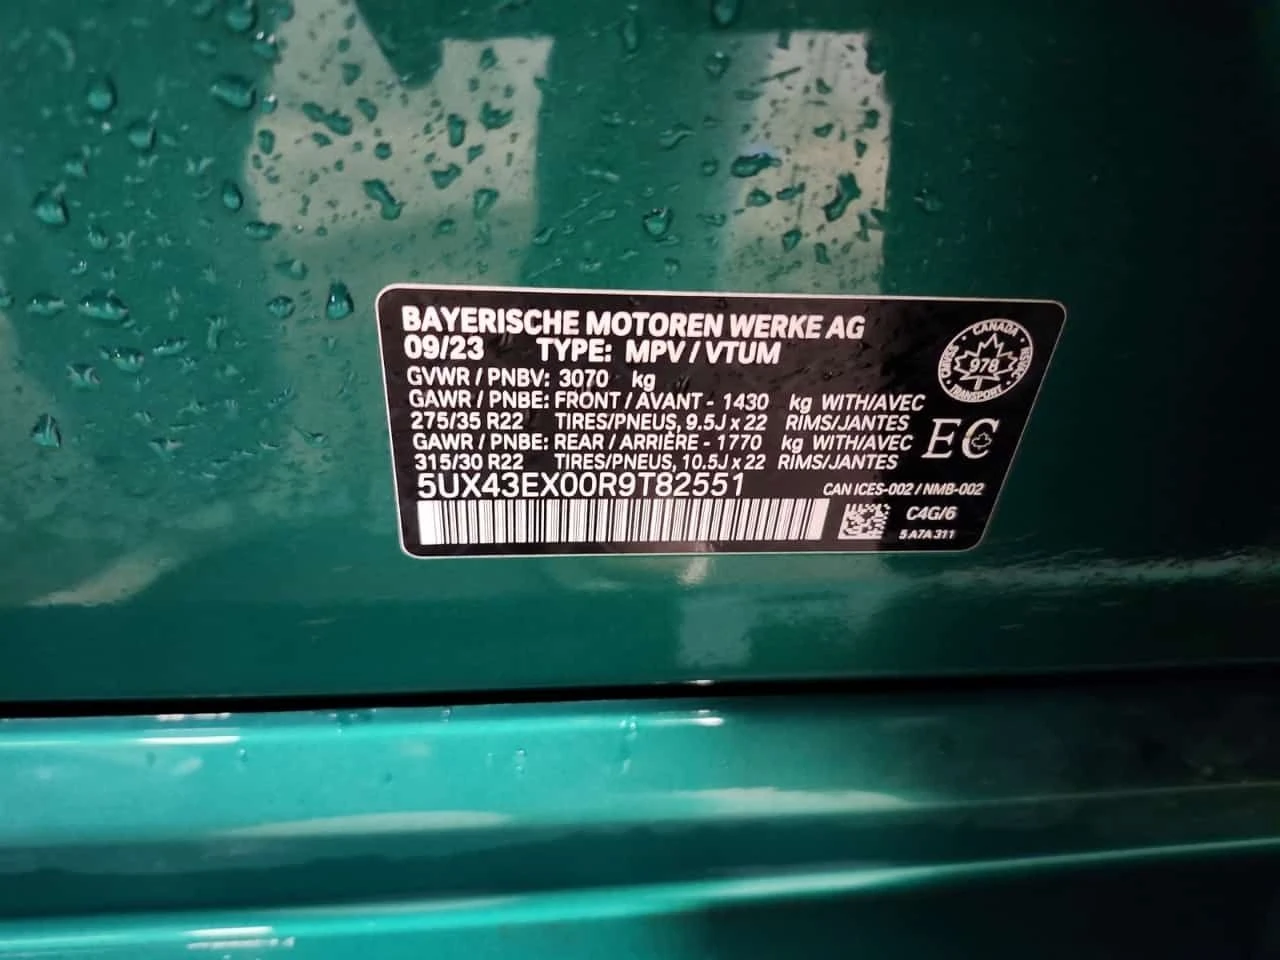 BAYERISCHE MOTOREN WERKE AG
09/23 TYPE: MPV / VTUM
GVWR / PNBV: 3070 kg
GAWR / PNBE: FRONT / AVANT - 1430 kg WITH/AVEC
275/35 R22 TIRES/PNEUS, 9.5J x 22 RIMS/JANTES
GAWR / PNBE: REAR / ARRIÈRE - 1770 kg WITH/AVEC
315/30 R22 TIRES/PNEUS, 10.5J x 22 RIMS/JANTES
5UX43EX00R9T82551
CANADA
978
TRANSPORT
EC
CAN ICES-002 / NMB-002
C4G/6
5 A7A 311